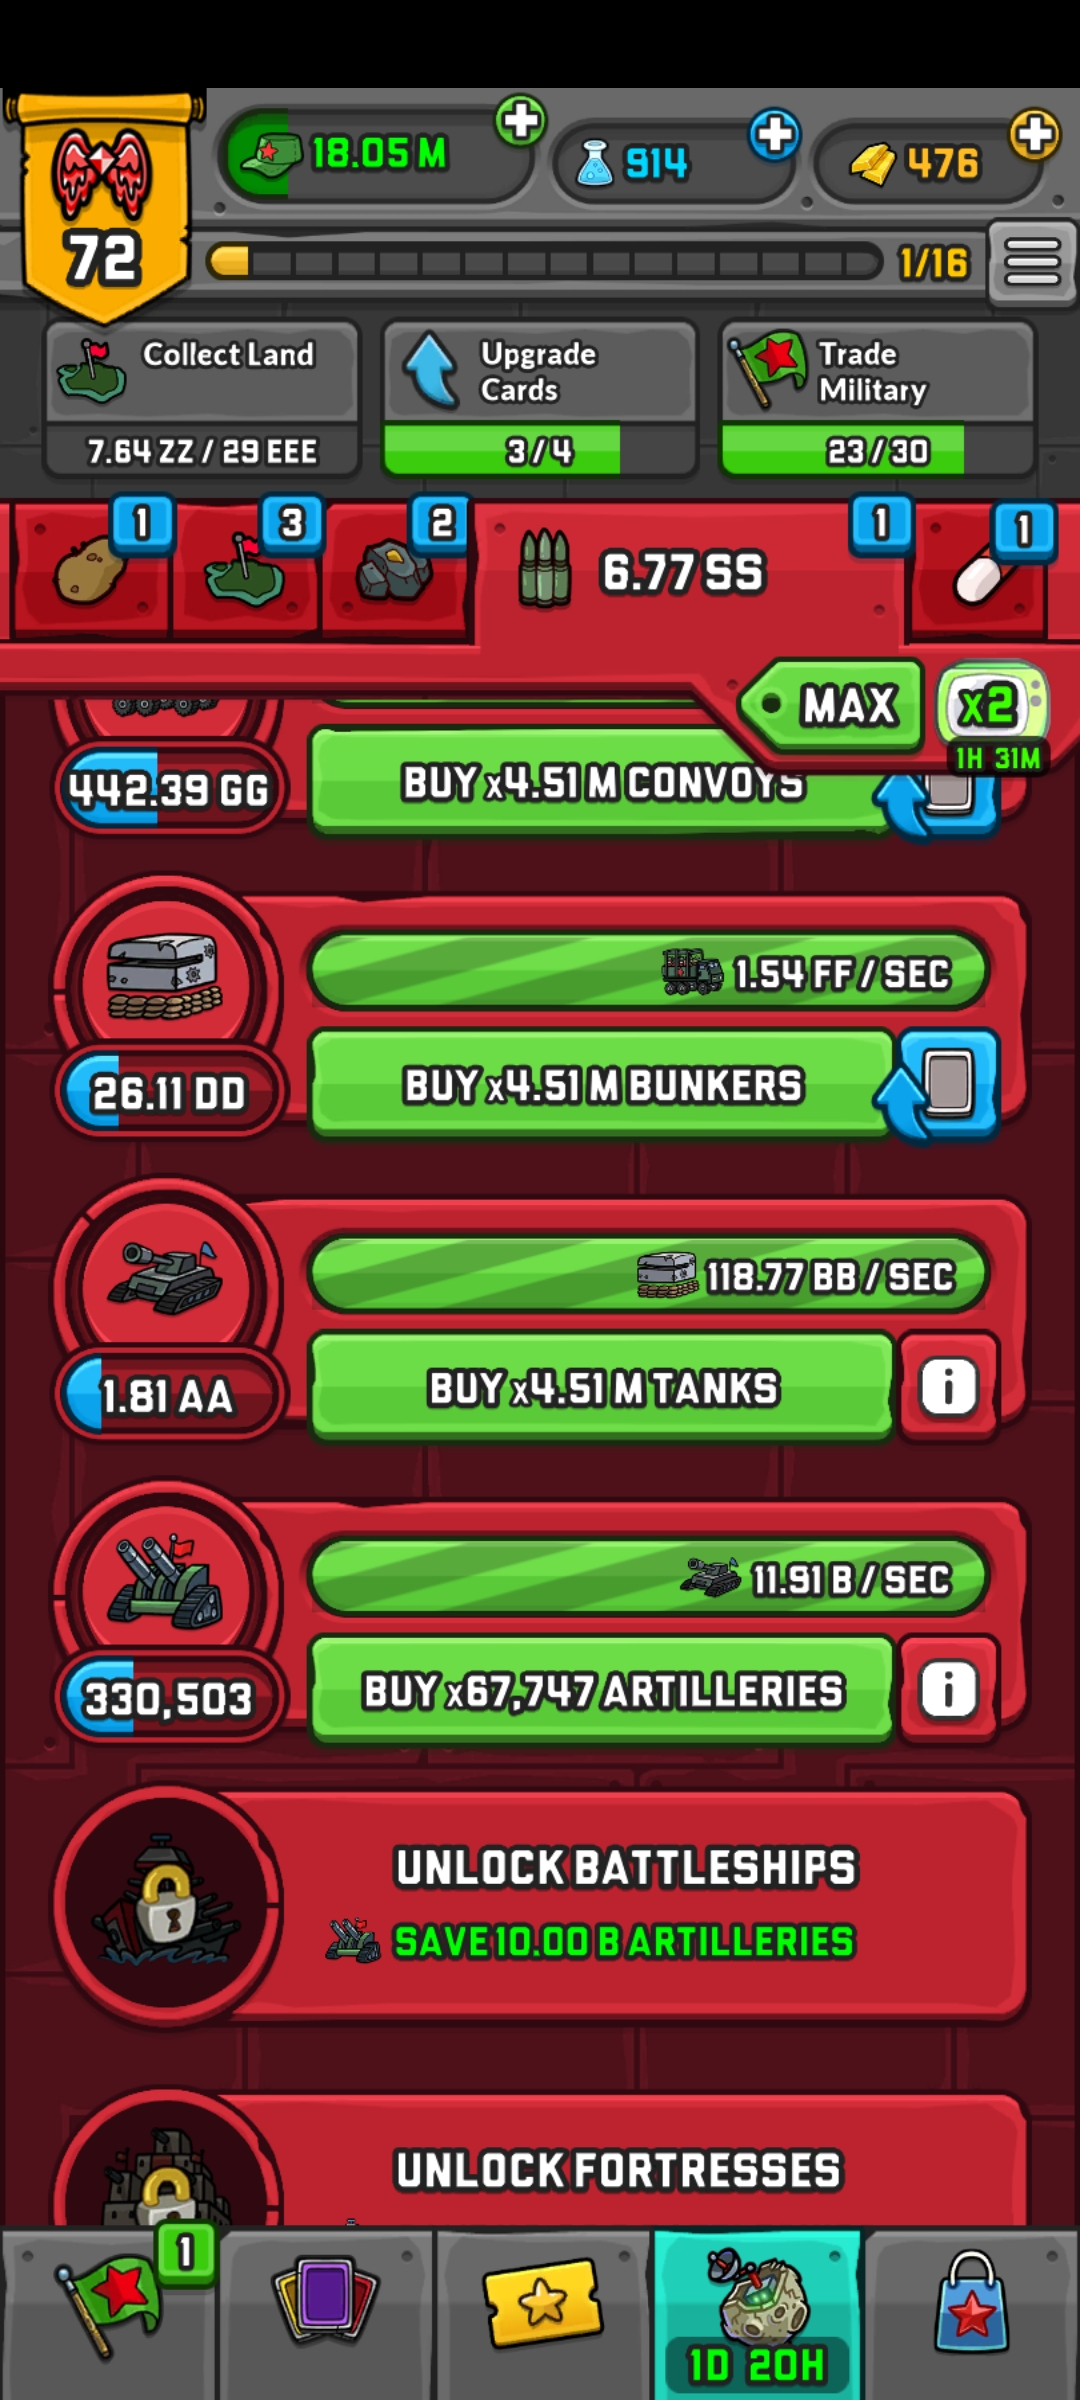 72
18.05 M
914
476
1/16
Collect Land
7.64 ZZ / 29 EEE
Upgrade
Cards
3/4
Trade
Military
23/30
1
3
2
6.77 SS
1
1
MAX
x2
1H 31M
442.39 GG
BUY x4.51 M CONVOYS
1.54 FF / SEC
26.11 DD
BUY x4.51 M BUNKERS
118.77 BB / SEC
1.81 AA
BUY x4.51 M TANKS
i
11.91 B / SEC
330,503
BUY x67,747 ARTILLERIES
i
UNLOCK BATTLESHIPS
SAVE 10.00 B ARTILLERIES
UNLOCK FORTRESSES
1
1D 20H